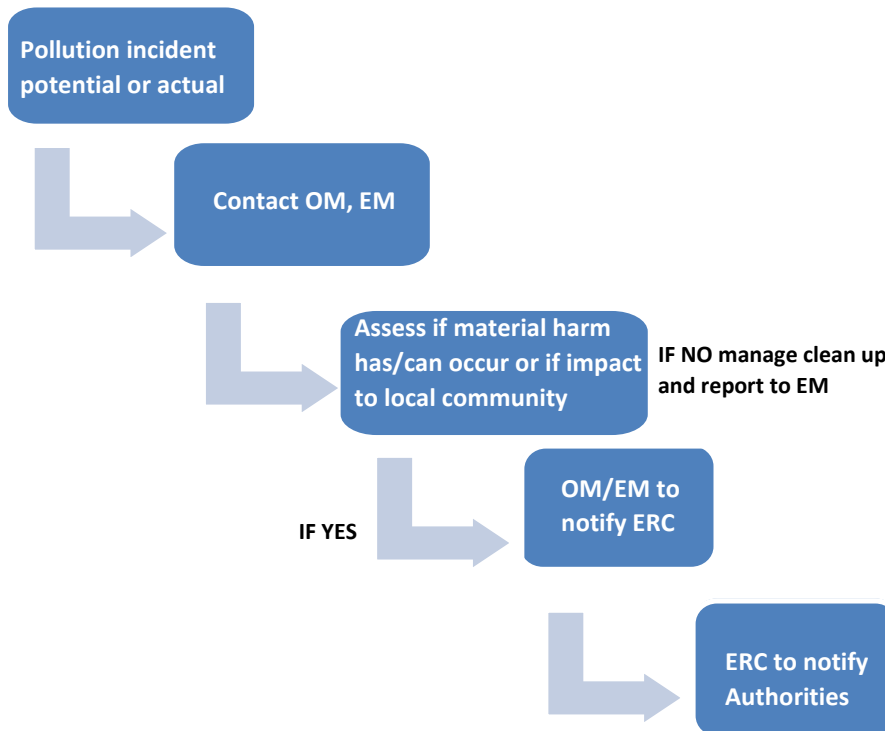 Pollution incident
potential or actual
Contact OM, EM
Assess if material harm
has/can occur or if impact
to local community
IF NO manage clean up
and report to EM
IF YES
OM/EM to
notify ERC
ERC to notify
Authorities